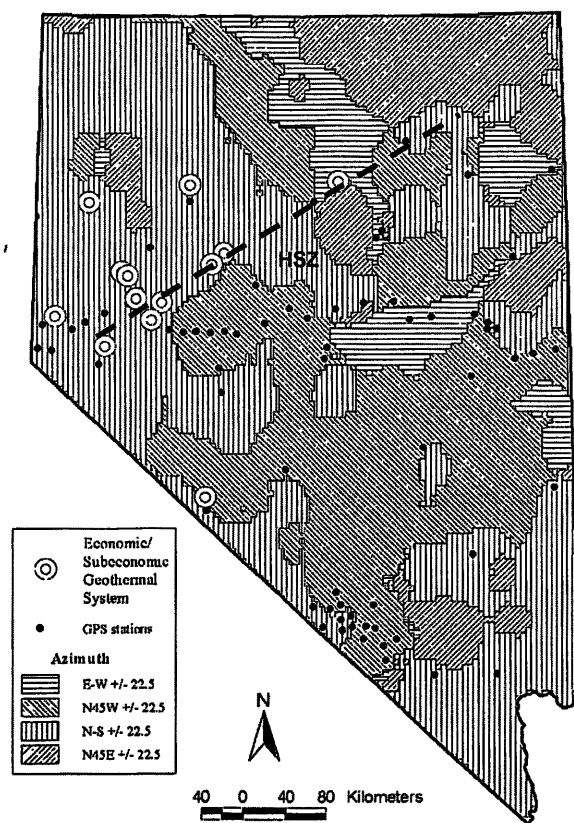 HSZ
Economic/
Subeconomic
Geothermal
System
GPS stations
Azimuth
E-W +/- 22.5
N45W +/- 22.5
N-S +/- 22.5
N45E +/- 22.5
N
40 0 40 80 Kilometers